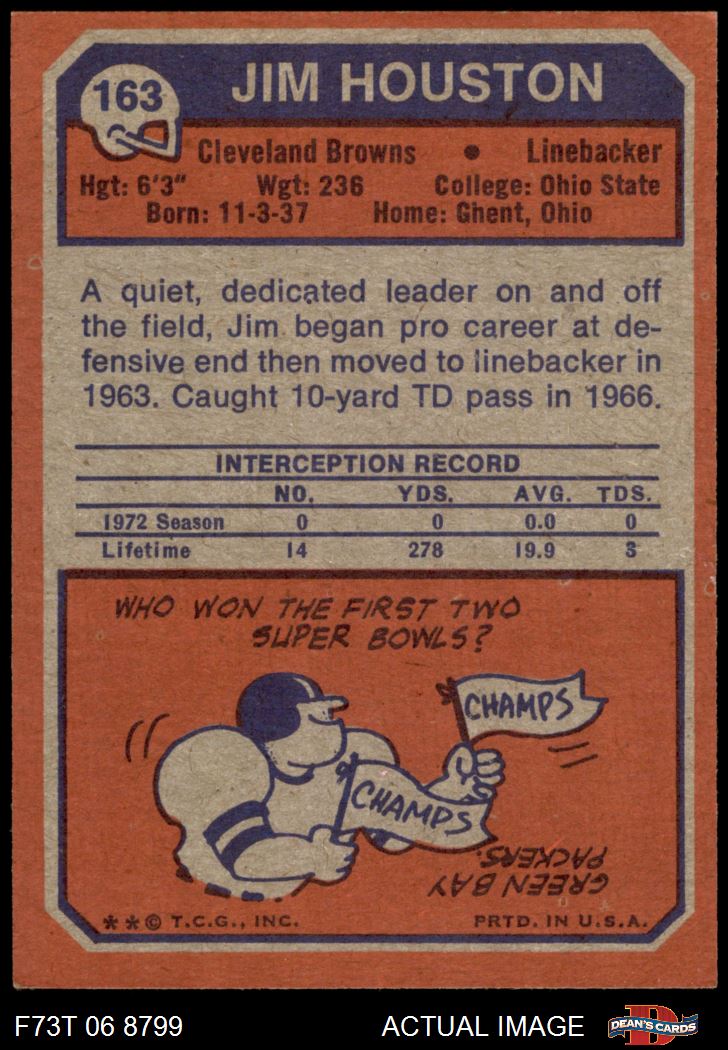 163
JIM HOUSTON
Cleveland Browns • Linebacker
Hgt: 6'3" Wgt: 236 College: Ohio State
Born: 11-3-37 Home: Ghent, Ohio
A quiet, dedicated leader on and off
the field, Jim began pro career at de-
fensive end then moved to linebacker in
1963. Caught 10-yard TD pass in 1966.
INTERCEPTION RECORD
NO. YDS. AVG. TDS.
1972 Season 0 0 0.0 0
Lifetime 14 278 19.9 3
WHO WON THE FIRST TWO
SUPER BOWLS?
CHAMPS
CHAMPS
GREEN BAY
PACKERS.
** © T.C.G., INC. PRTD. IN U.S.A.
F73T 06 8799 ACTUAL IMAGE
D
DEAN'S CARDS